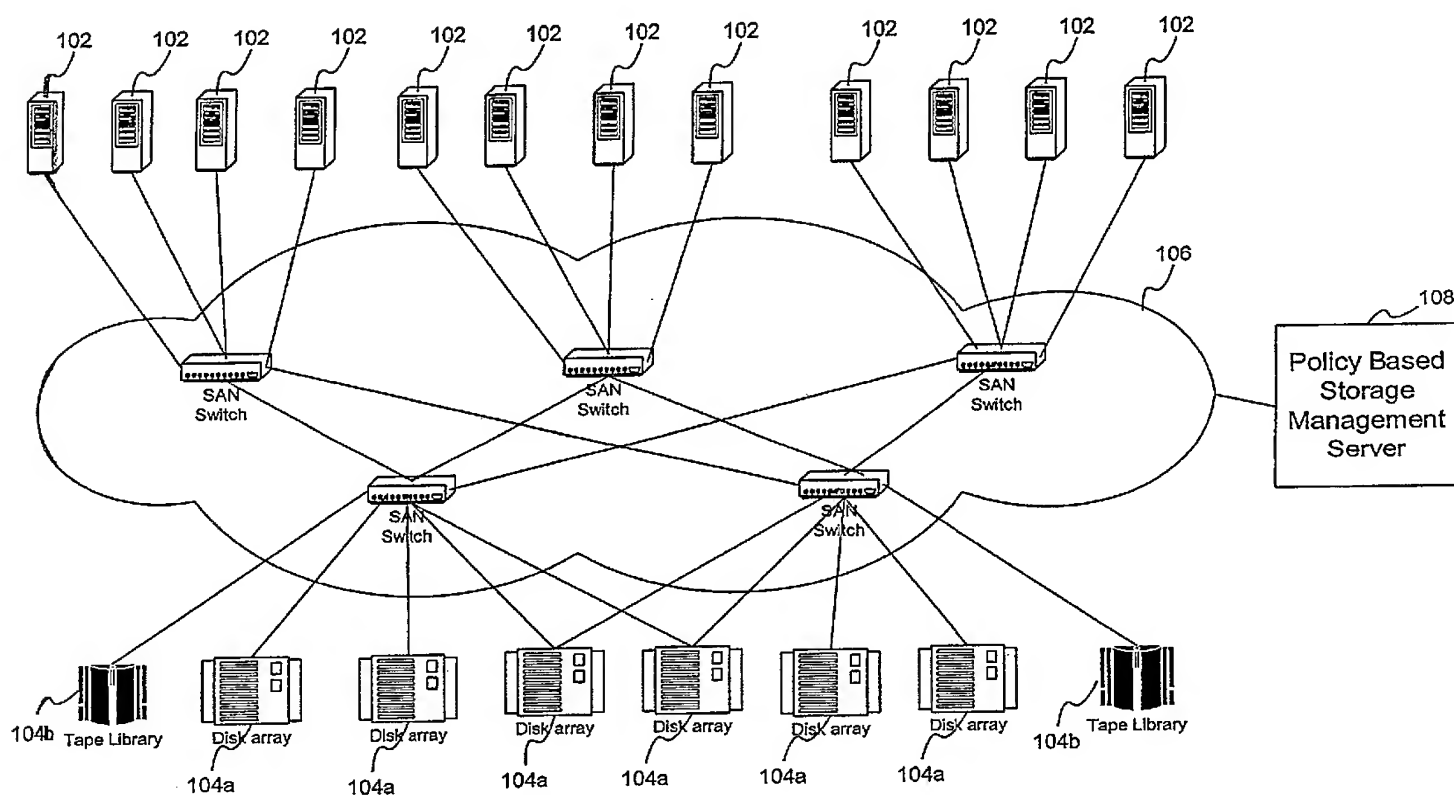 102 102 102 102 102 102 102 102 102 102 102 102
106
108
Policy Based
Storage
Management
Server
SAN
Switch
SAN
Switch
SAN
Switch
SAN
Switch
SAN
Switch
104b Tape Library
Disk array
Disk array
Disk array
Disk array
Disk array
Disk array
104b Tape Library
104a 104a 104a 104a 104a 104a